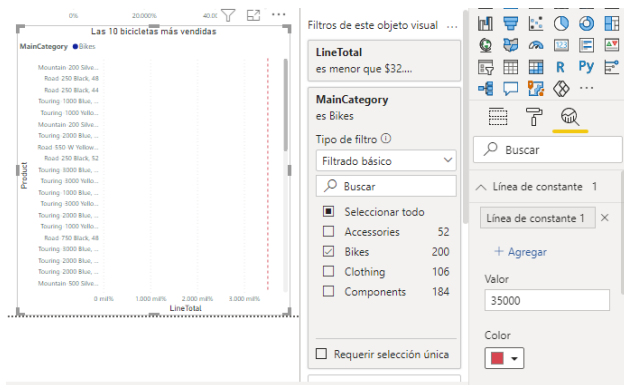 0%
20.000%
40.00
Las 10 bicicletas más vendidas
MainCategory
Bikes
Product
Mountain-200 Silve...
Road-250 Black, 48
Road-250 Black, 44
Touring-1000 Blue, ...
Touring-1000 Yello...
Mountain-200 Silve...
Touring-2000 Blue, ...
Road-550-W Yellow...
Road-250 Black, 52
Touring-3000 Blue, ...
Touring-3000 Yello...
Touring-1000 Blue, ...
Touring-3000 Yello...
Touring-2000 Blue, ...
Touring-1000 Yello...
Road-750 Black, 48
Touring-3000 Blue, ...
Touring-2000 Blue, ...
Touring-2000 Blue, ...
Mountain-500 Silve...
0 mil%
1.000 mil%
2.000 mil%
3.000 mil%
LineTotal
Filtros de este objeto visual ...
LineTotal
es menor que $32....
MainCategory
es Bikes
Tipo de filtro
Filtrado básico
Buscar
Seleccionar todo
Accessories 52
Bikes 200
Clothing 106
Components 184
Requerir selección única
123
R
Py
...
Buscar
Línea de constante 1
Línea de constante 1
+ Agregar
Valor
35000
Color